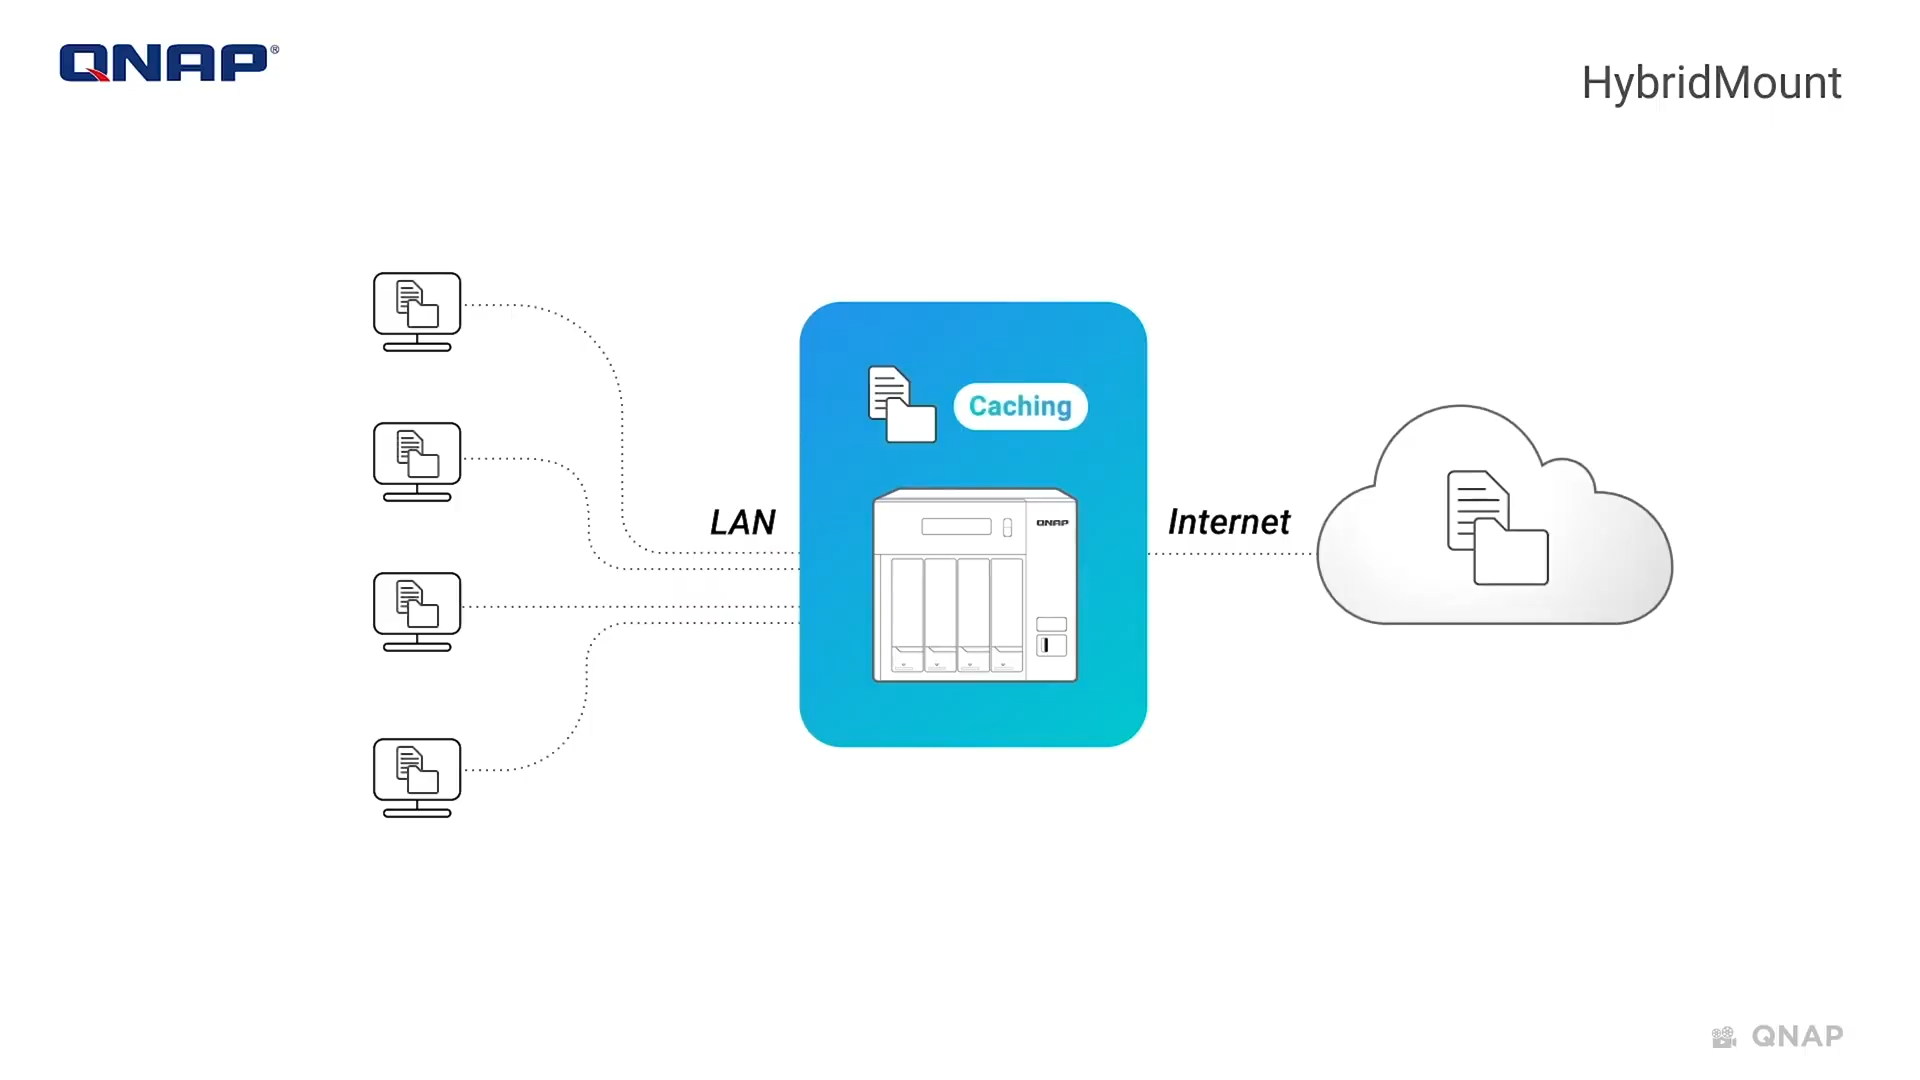 QNAP®
HybridMount
Caching
LAN
QNAP
Internet
QNAP